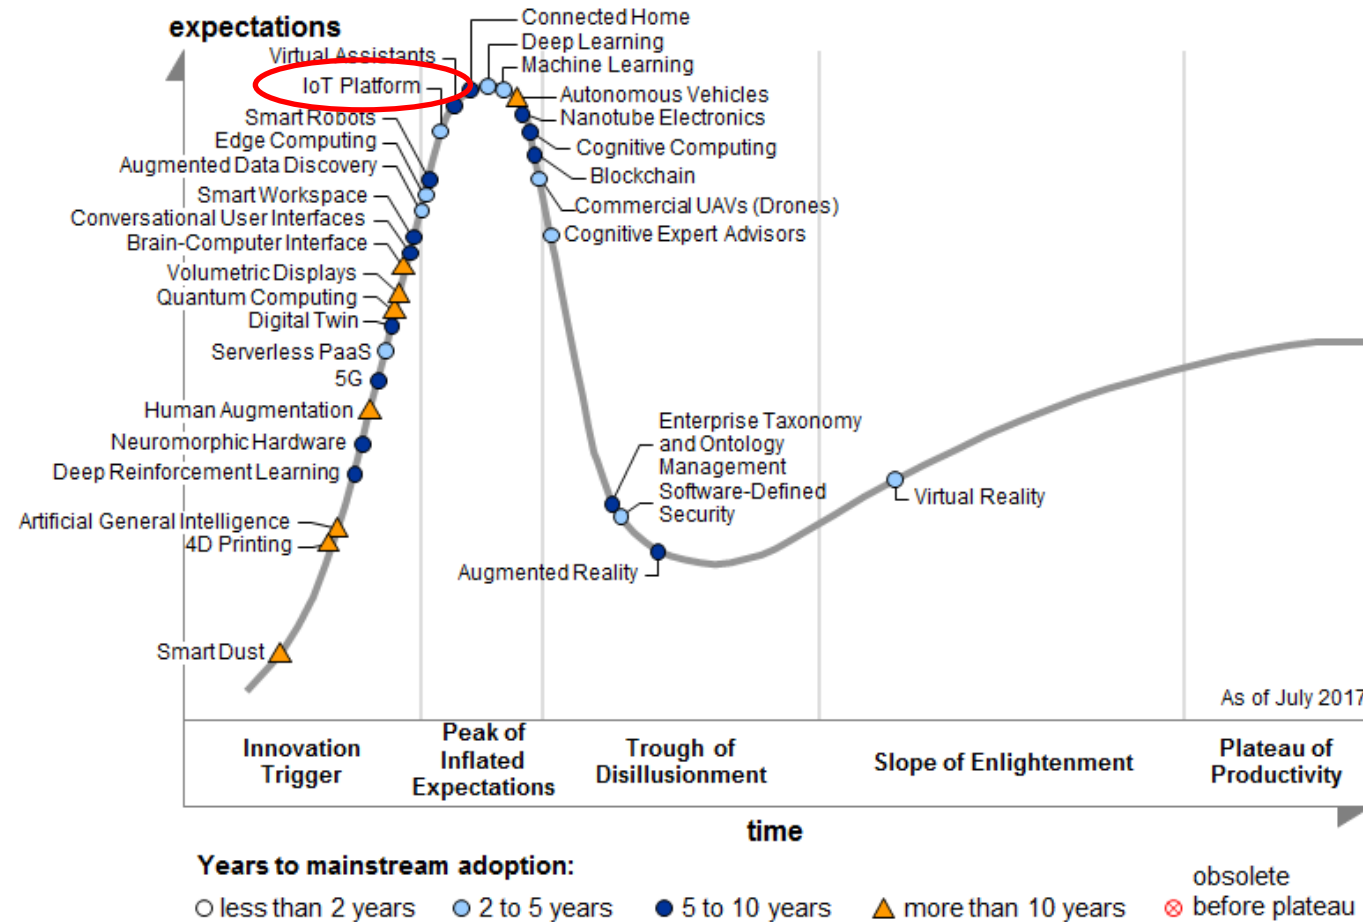 expectations
Connected Home
Deep Learning
Virtual Assistants
Machine Learning
IoT Platform
Autonomous Vehicles
Smart Robots
Nanotube Electronics
Edge Computing
Cognitive Computing
Augmented Data Discovery
Blockchain
Smart Workspace
Commercial UAVs (Drones)
Conversational User Interfaces
Cognitive Expert Advisors
Brain-Computer Interface
Volumetric Displays
Quantum Computing
Digital Twin
Serverless PaaS
5G
Human Augmentation
Neuromorphic Hardware
Deep Reinforcement Learning
Artificial General Intelligence
4D Printing
Smart Dust
Enterprise Taxonomy
and Ontology
Management
Software-Defined
Security
Augmented Reality
Virtual Reality
As of July 2017
Innovation
Trigger
Peak of
Inflated
Expectations
Trough of
Disillusionment
Slope of Enlightenment
Plateau of
Productivity
time
Years to mainstream adoption:
less than 2 years
2 to 5 years
5 to 10 years
more than 10 years
obsolete
before plateau